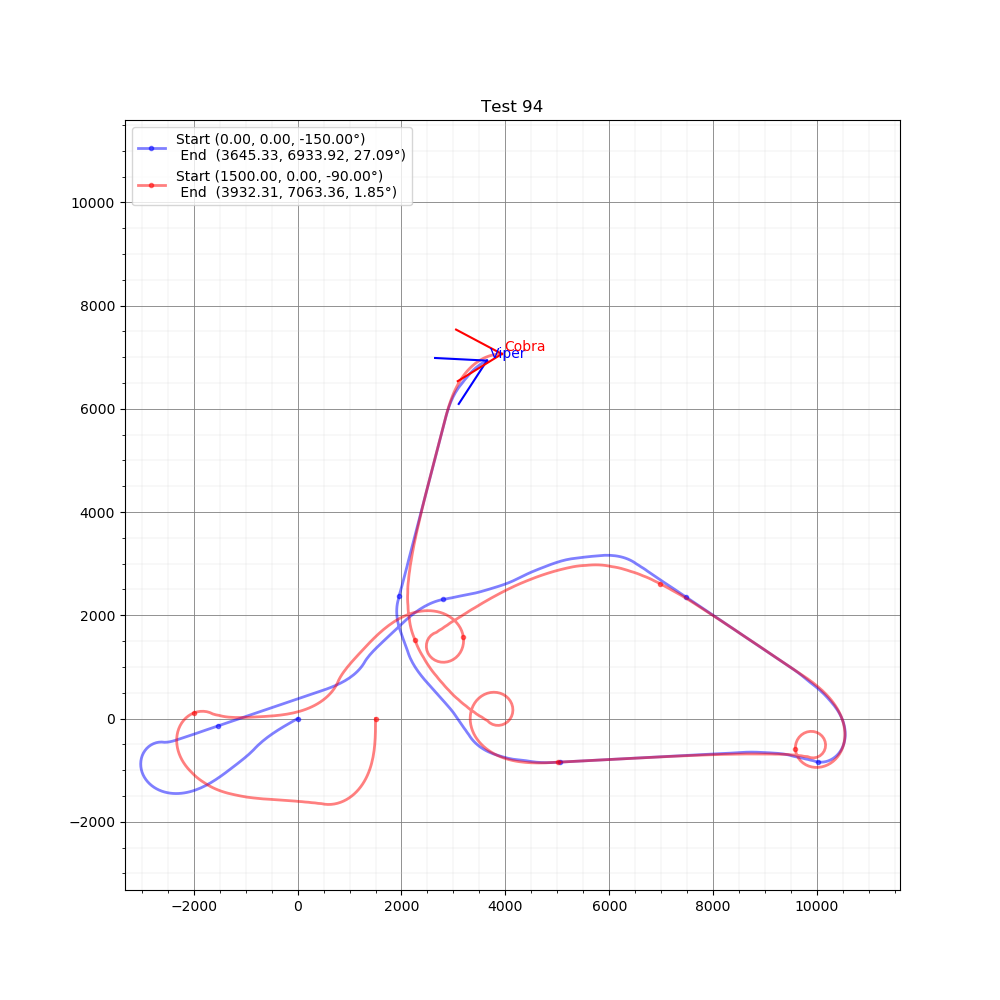 Test 94
Start (0.00, 0.00, -150.00°)
End (3645.33, 6933.92, 27.09°)
Start (1500.00, 0.00, -90.00°)
End (3932.31, 7063.36, 1.85°)
10000
8000
6000
4000
2000
0
−2000
Cobra
Viper
−2000 0 2000 4000 6000 8000 10000